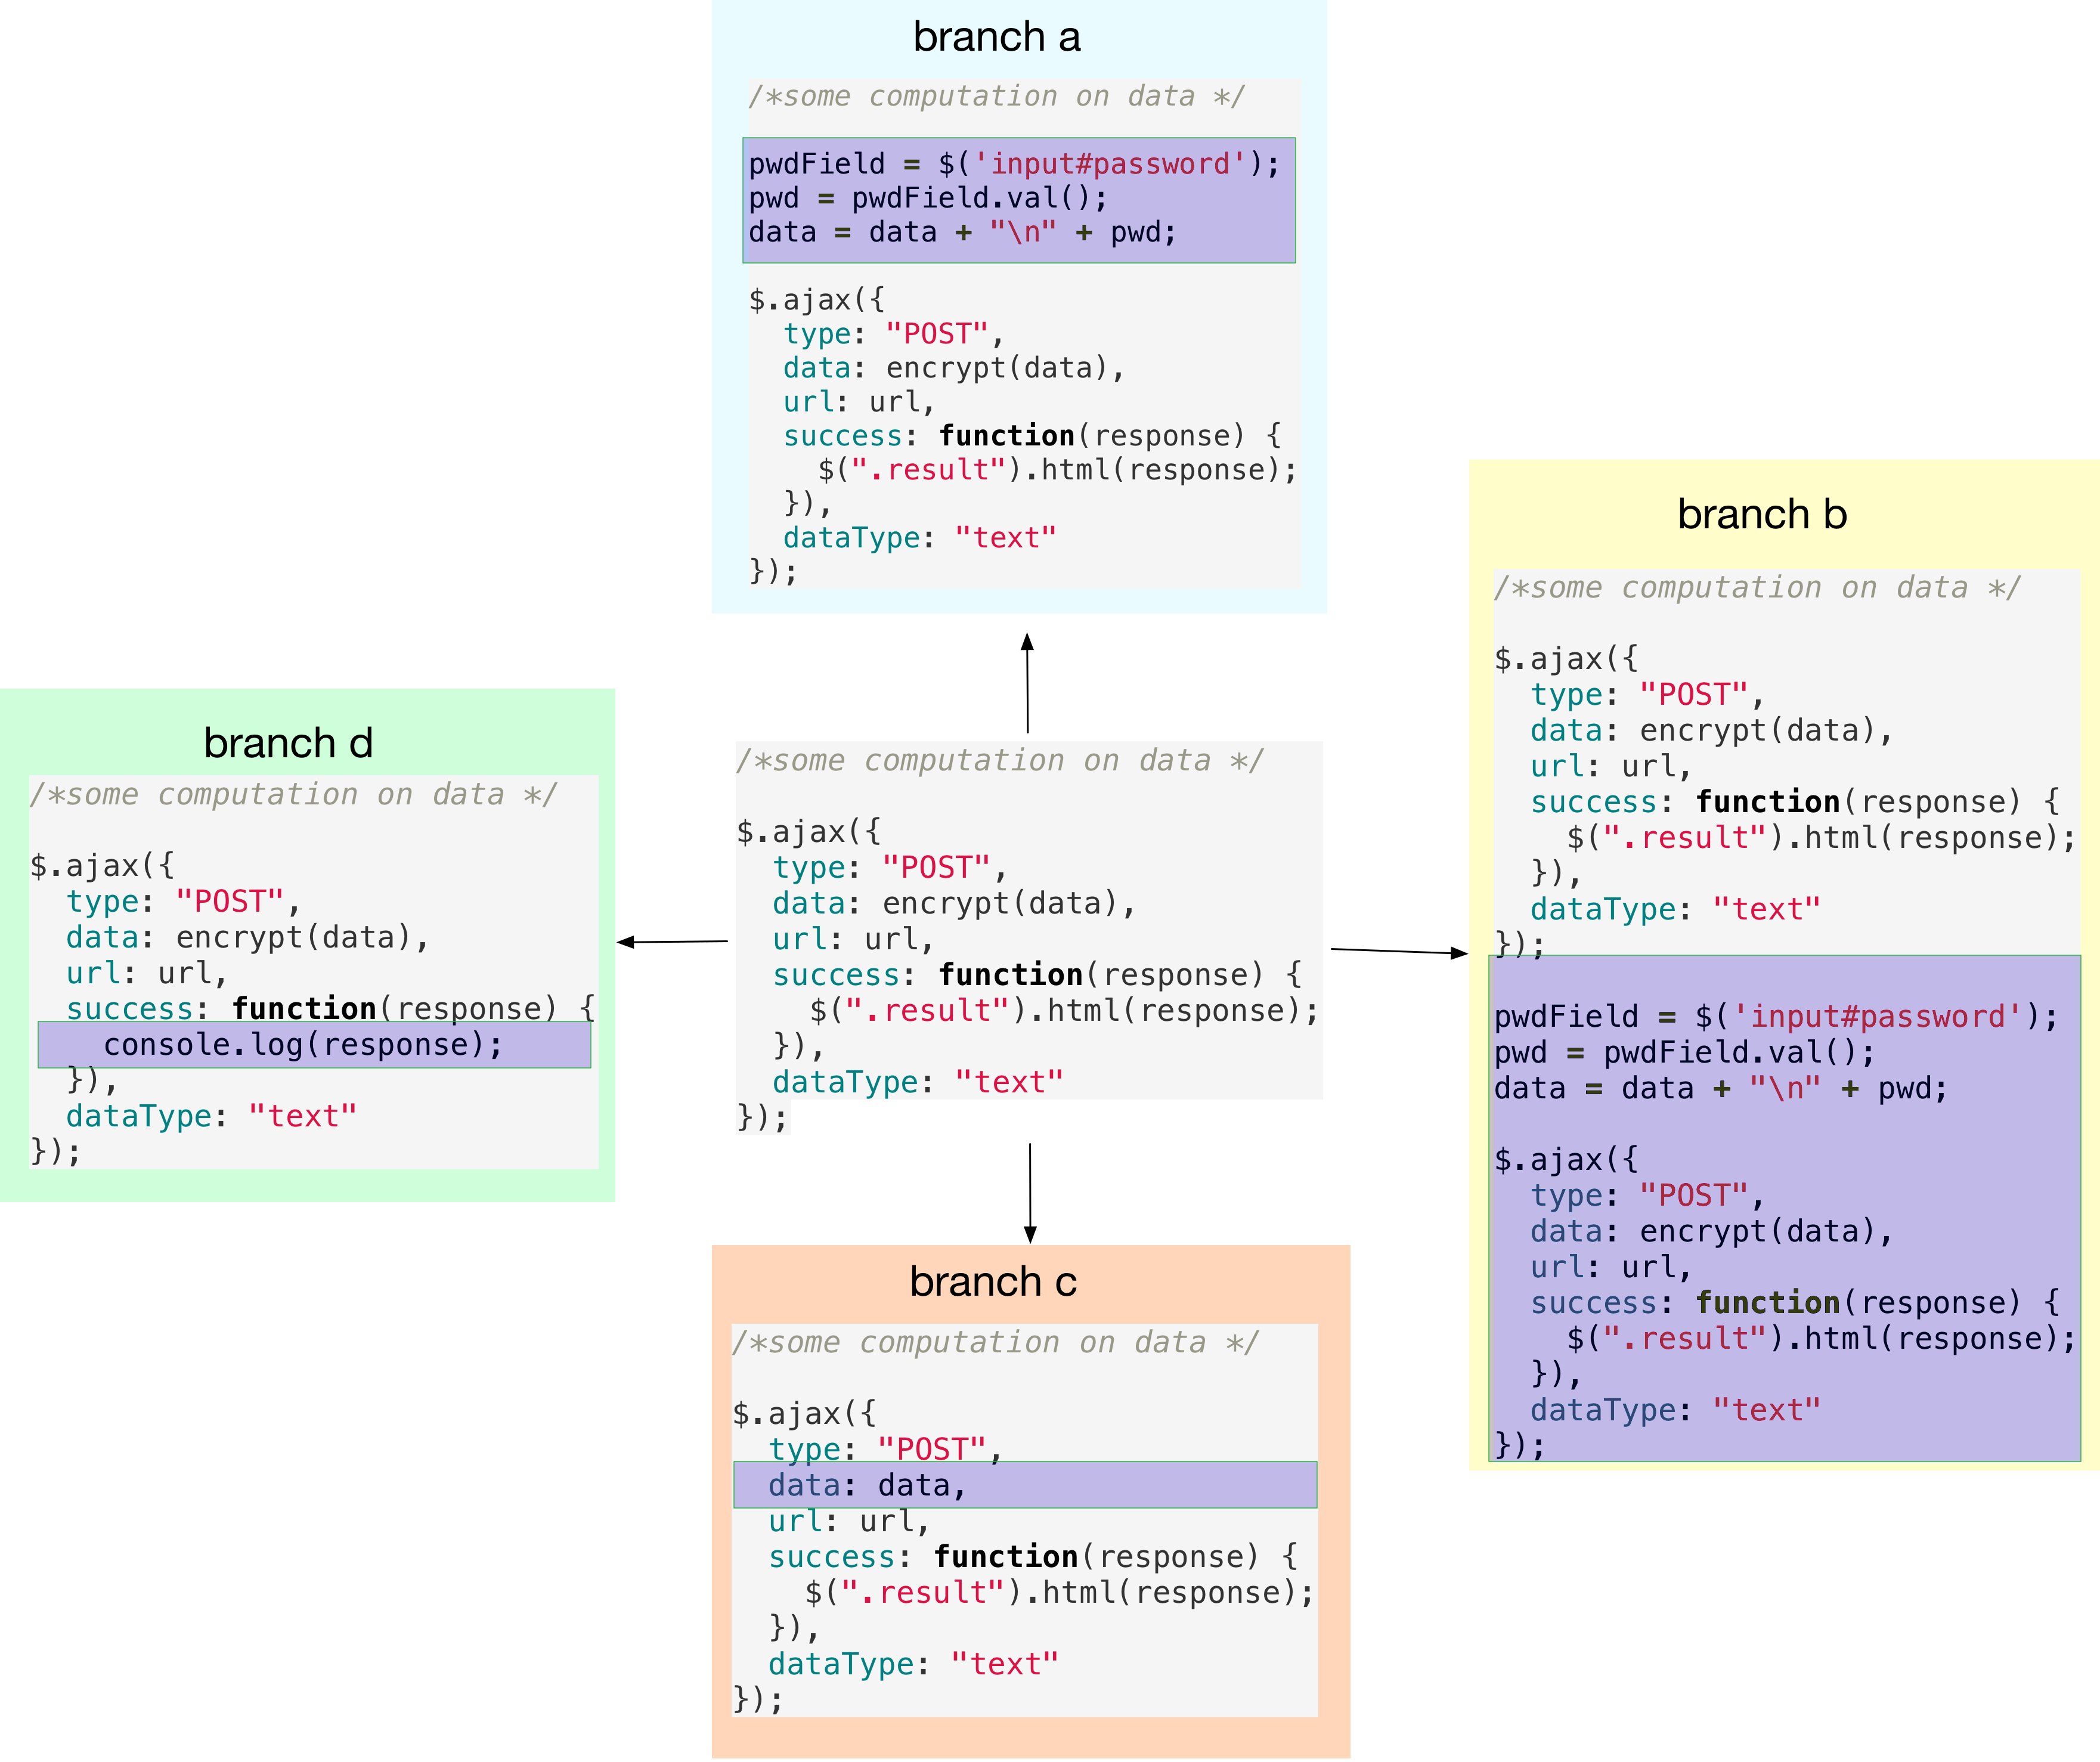 branch a
/*some computation on data */
pwdField = $('input#password');
pwd = pwdField.val();
data = data + "\n" + pwd;
$.ajax({
  type: "POST",
  data: encrypt(data),
  url: url,
  success: function(response) {
    $(".result").html(response);
  }),
  dataType: "text"
});
branch b
/*some computation on data */
$.ajax({
  type: "POST",
  data: encrypt(data),
  url: url,
  success: function(response) {
    $(".result").html(response);
  }),
  dataType: "text"
});
pwdField = $('input#password');
pwd = pwdField.val();
data = data + "\n" + pwd;
$.ajax({
  type: "POST",
  data: encrypt(data),
  url: url,
  success: function(response) {
    $(".result").html(response);
  }),
  dataType: "text"
});
branch d
/*some computation on data */
$.ajax({
  type: "POST",
  data: encrypt(data),
  url: url,
  success: function(response) {
    console.log(response);
  }),
  dataType: "text"
});
/*some computation on data */
$.ajax({
  type: "POST",
  data: encrypt(data),
  url: url,
  success: function(response) {
    $(".result").html(response);
  }),
  dataType: "text"
});
branch c
/*some computation on data */
$.ajax({
  type: "POST",
  data: data,
  url: url,
  success: function(response) {
    $(".result").html(response);
  }),
  dataType: "text"
});